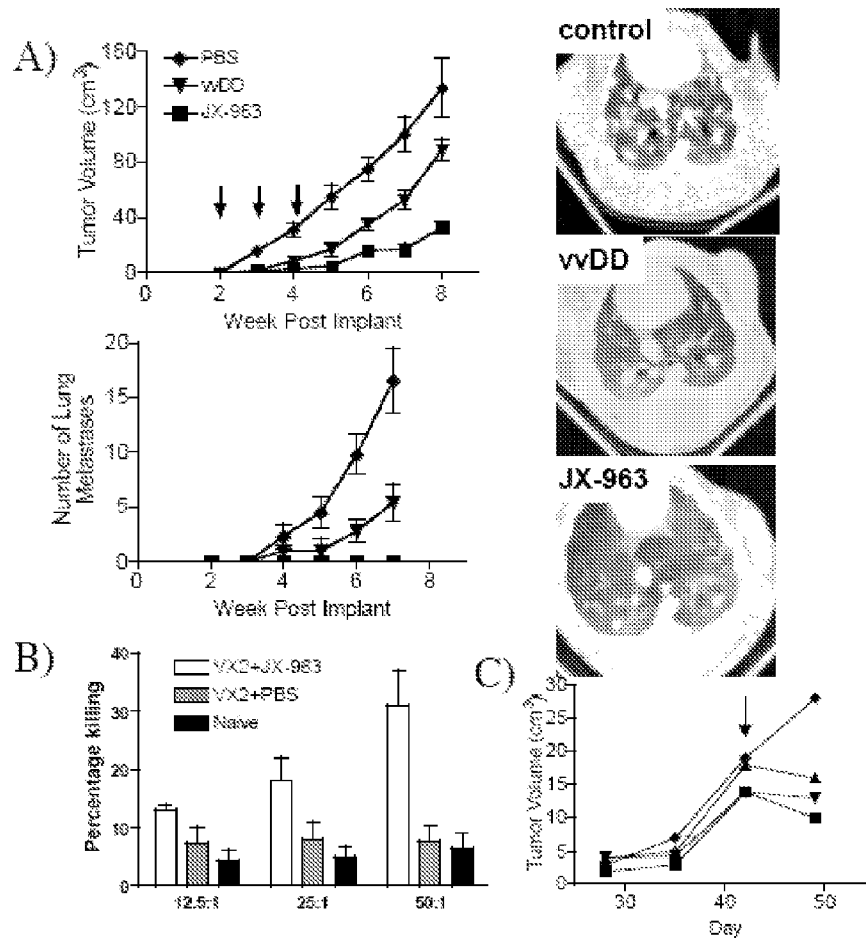 A)
Tumor Volume (cm³)
160
120
80
40
0
PBS
vvDD
JX-963
0 2 4 6 8
Week Post Implant
control
vvDD
JX-963
Number of Lung
Metastases
20
15
10
5
0
0 2 4 6 8
Week Post Implant
B)
Percentage killing
40
30
20
10
0
VX2+JX-963
VX2+PBS
Naive
12.5:1 25:1 50:1
C)
Tumor Volume (cm³)
30
25
20
15
10
5
0
30 40 50
Day